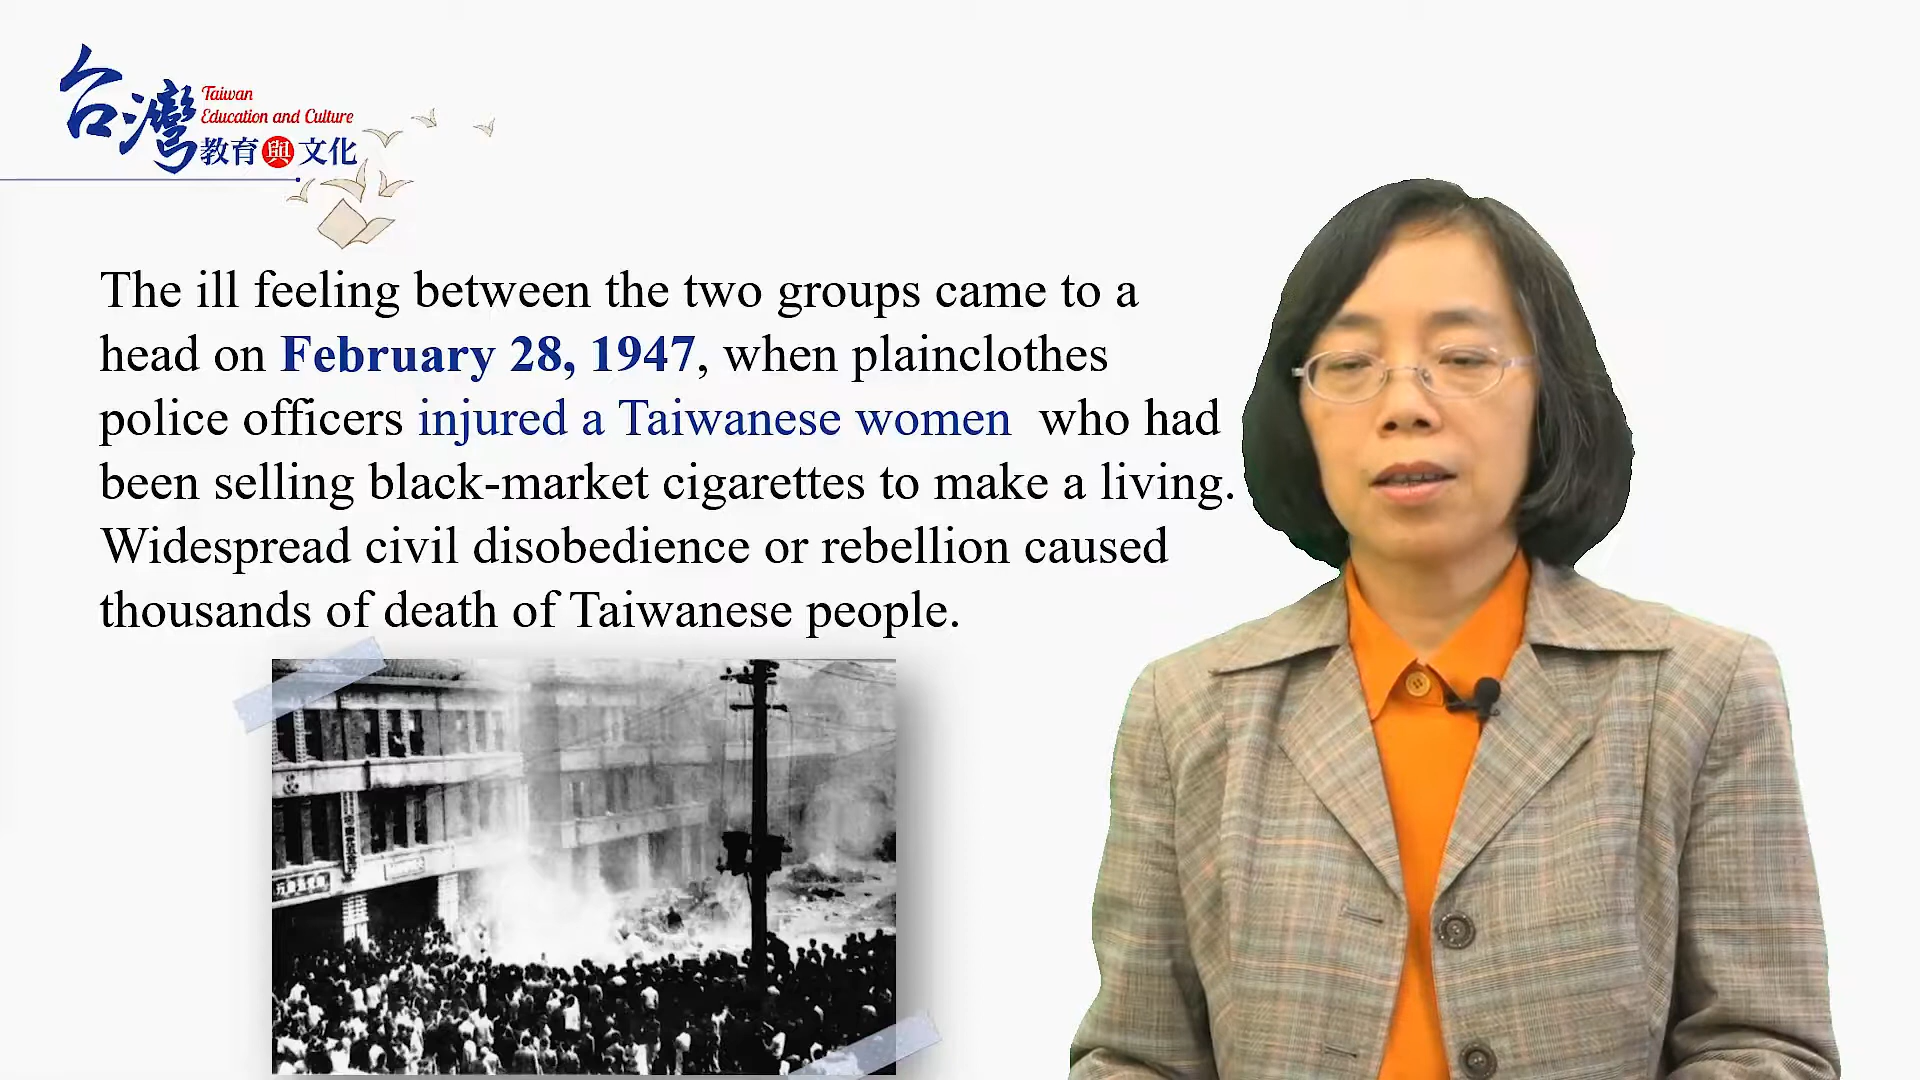 台灣
Taiwan
Education and Culture
教育與文化
The ill feeling between the two groups came to a
head on February 28, 1947, when plainclothes
police officers injured a Taiwanese women who had
been selling black-market cigarettes to make a living.
Widespread civil disobedience or rebellion caused
thousands of death of Taiwanese people.